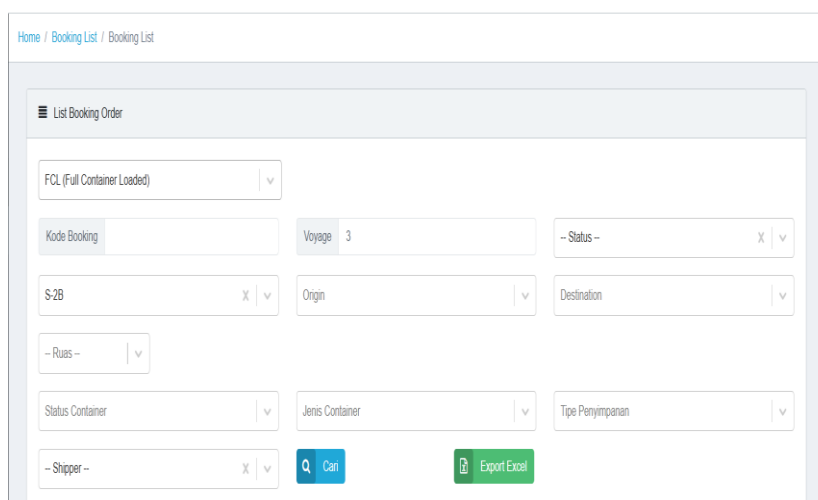 Home / Booking List / Booking List
List Booking Order
FCL (Full Container Loaded)
Kode Booking
Voyage 3
-- Status --
S-2B
Origin
Destination
-- Ruas --
Status Container
Jenis Container
Tipe Penyimpanan
-- Shipper --
Cari
Export Excel